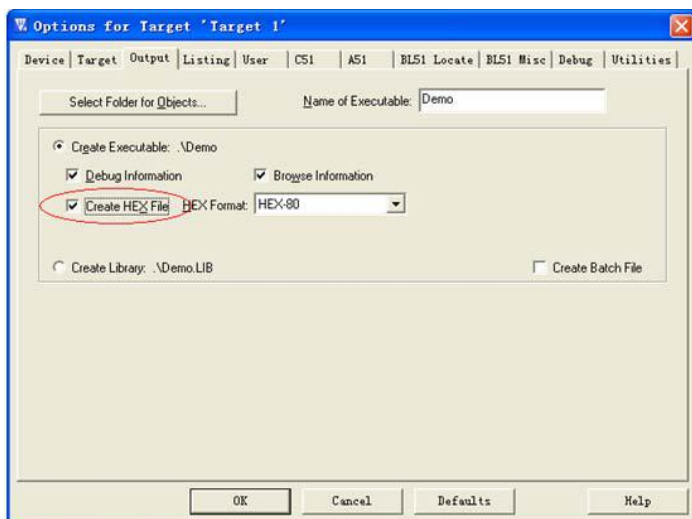 Options for Target 'Target 1'
Device Target Output Listing User C51 A51 BL51 Locate BL51 Misc Debug Utilities
Select Folder for Objects... Name of Executable: Demo
Create Executable: .\Demo
Debug Information Browse Information
Create HEX File HEX Format: HEX-80
Create Library: .\Demo.LIB Create Batch File
OK Cancel Defaults Help